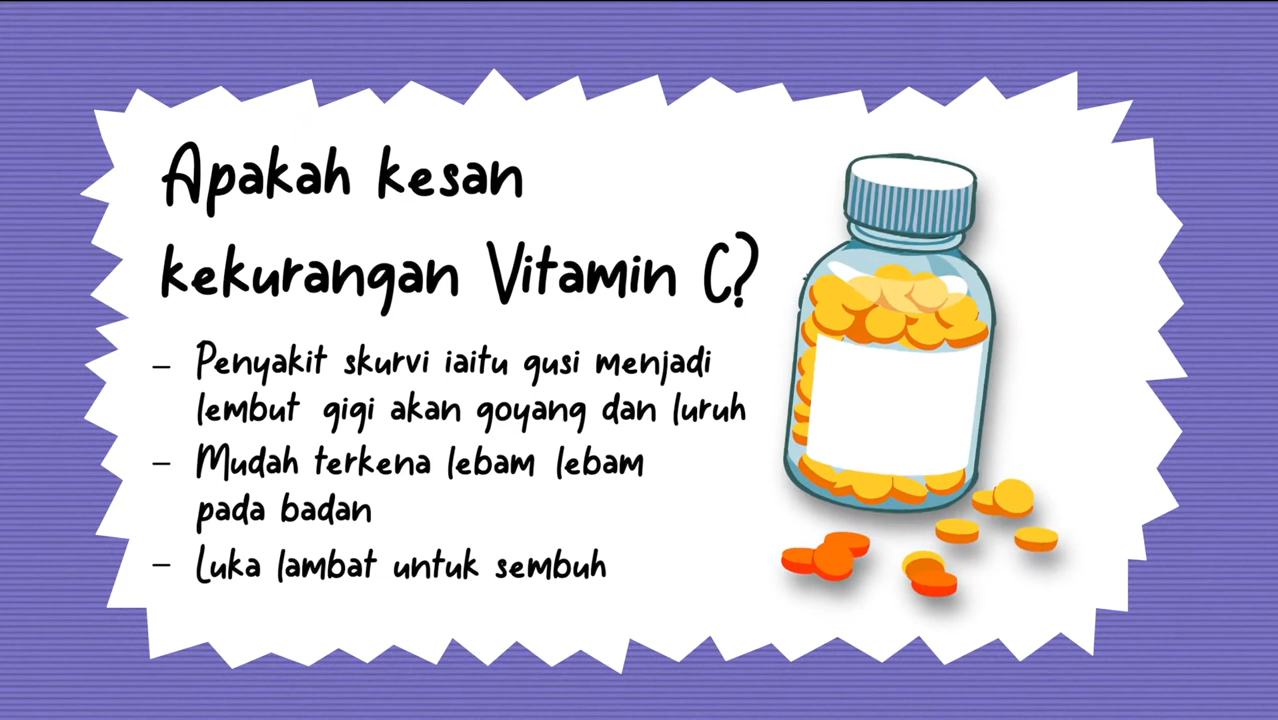 Apakah kesan
kekurangan Vitamin C?
- Penyakit skurvi iaitu gusi menjadi
lembut gigi akan goyang dan luruh
- Mudah terkena lebam lebam
pada badan
- Luka lambat untuk sembuh